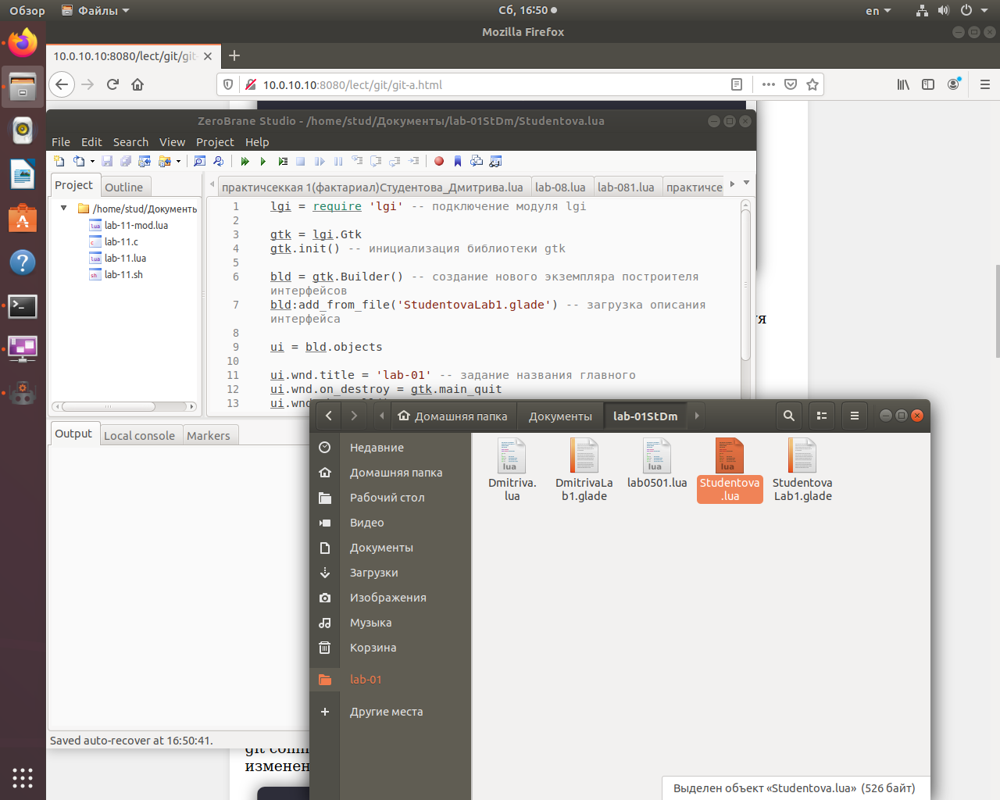 Обзор
Файлы
Сб, 16:50
en
Mozilla Firefox
10.0.10.10:8080/lect/git/git
10.0.10.10:8080/lect/git/git-a.html
ZeroBrane Studio - /home/stud/Документы/lab-01StDm/Studentova.lua
File Edit Search View Project Help
Project
Outline
практичсеккая 1(фактариал)Студентова_Дмитрива.lua
lab-08.lua
lab-081.lua
практичсе
/home/stud/Документы
lab-11-mod.lua
lab-11.c
lab-11.lua
lab-11.sh
1 lgi = require 'lgi' -- подключение модуля lgi
2
3 gtk = lgi.Gtk
4 gtk.init() -- инициализация библиотеки gtk
5
6 bld = gtk.Builder() -- создание нового экземпляра построителя
интерфейсов
7 bld:add_from_file('StudentovaLab1.glade') -- загрузка описания
интерфейса
8
9 ui = bld.objects
10
11 ui.wnd.title = 'lab-01' -- задание названия главного
12 ui.wnd.on_destroy = gtk.main_quit
13 ui.wnd
Output
Local console
Markers
Saved auto-recover at 16:50:41.
Домашняя папка
Документы
lab-01StDm
Недавние
Домашняя папка
Рабочий стол
Видео
Документы
Загрузки
Изображения
Музыка
Корзина
lab-01
Другие места
Dmitriva.
lua
DmitrivaLa
b1.glade
lab0501.lua
Studentova
.lua
Studentova
Lab1.glade
Выделен объект «Studentova.lua» (526 байт)
git com
изменен